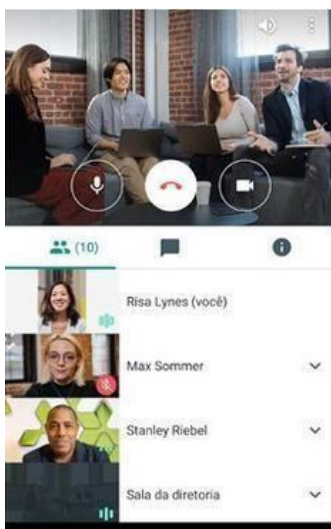 (10)
Risa Lynes (você)
Max Sommer
Stanley Riebel
Sala da diretoria